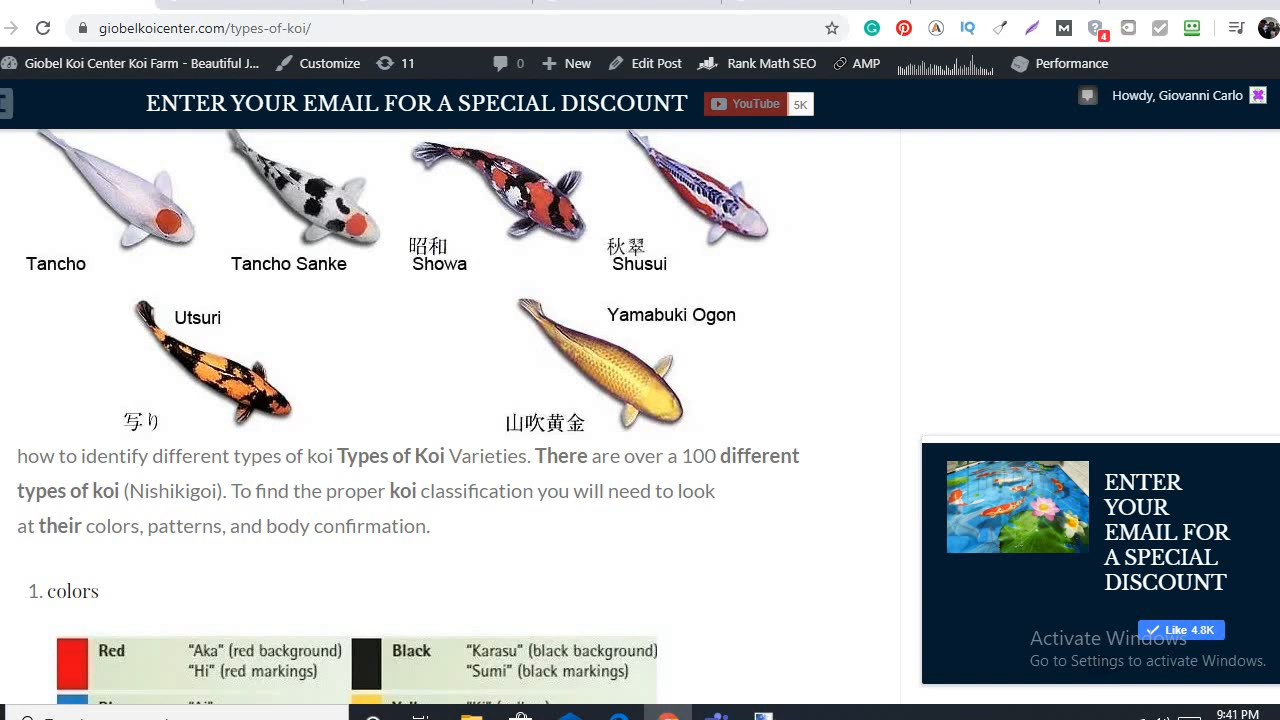 giobelkoicenter.com/types-of-koi/
4
Giobel Koi Center Koi Farm - Beautiful J...
Customize
11
0
New
Edit Post
Rank Math SEO
AMP
Performance
ENTER YOUR EMAIL FOR A SPECIAL DISCOUNT
YouTube
5K
Howdy, Giovanni Carlo
Tancho
Tancho Sanke
昭和
Showa
秋翠
Shusui
Utsuri
写り
Yamabuki Ogon
山吹黄金
how to identify different types of koi Types of Koi Varieties. There are over a 100 different
types of koi (Nishikigoi). To find the proper koi classification you will need to look
at their colors, patterns, and body confirmation.
1. colors
Red
"Aka" (red background)
"Hi" (red markings)
Black
"Karasu" (black background)
"Sumi" (black markings)
ENTER
YOUR
EMAIL FOR
A SPECIAL
DISCOUNT
Like 4.8K
Activate Windows
Go to Settings to activate Windows.
9:41 PM